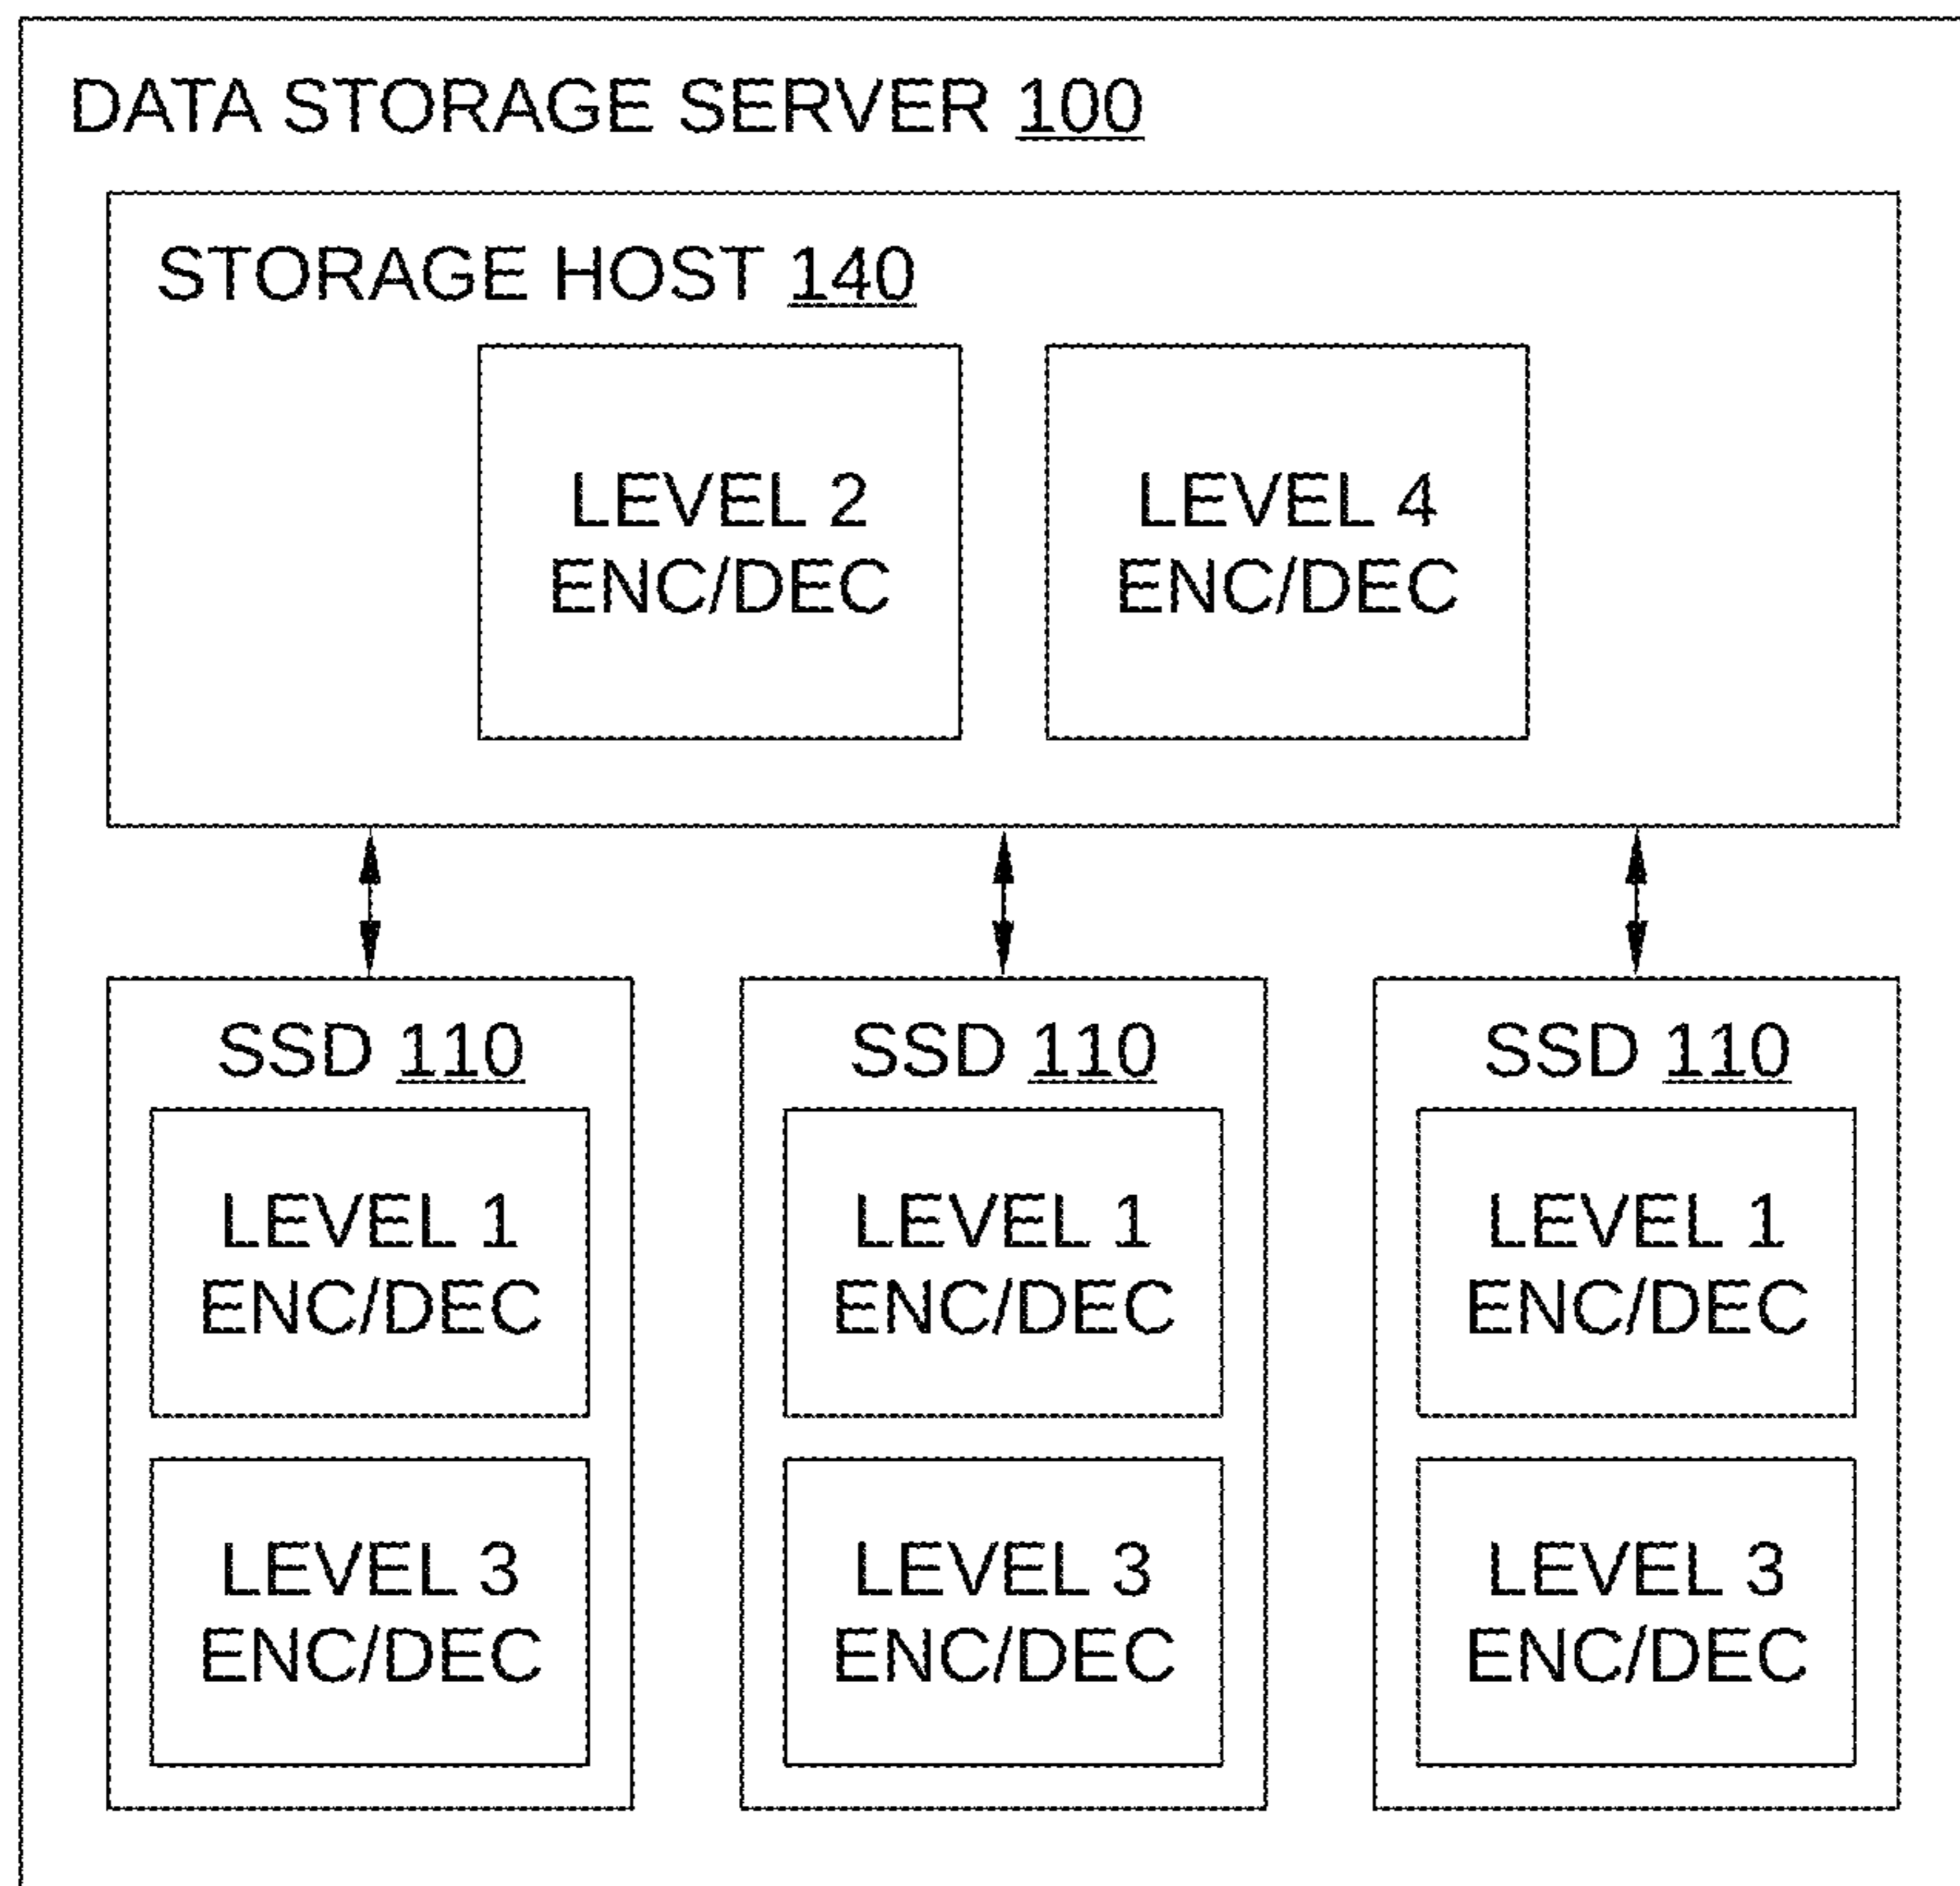 DATA STORAGE SERVER 100
STORAGE HOST 140
LEVEL 2
ENC/DEC
LEVEL 4
ENC/DEC
SSD 110
LEVEL 1
ENC/DEC
LEVEL 3
ENC/DEC
SSD 110
LEVEL 1
ENC/DEC
LEVEL 3
ENC/DEC
SSD 110
LEVEL 1
ENC/DEC
LEVEL 3
ENC/DEC